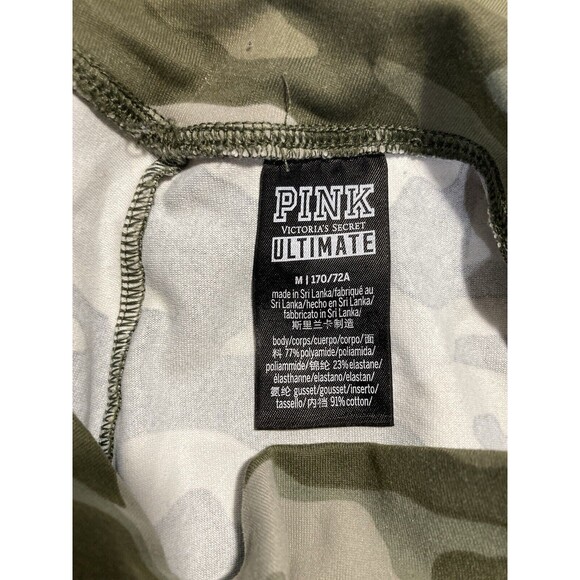 PINK
VICTORIA'S SECRET
ULTIMATE
M | 170/72A
made in Sri Lanka/fabriqué au
Sri Lanka/hecho en Sri Lanka/
fabbricato in Sri Lanka/
斯里兰卡制造
body/corps/cuerpo/corpo/面
料 77% polyamide/poliamida/
poliammide/锦纶 23% elastane/
élasthanne/elastano/elastan/
氨纶 gusset/gousset/inserto/
tassello/内裆 91% cotton/